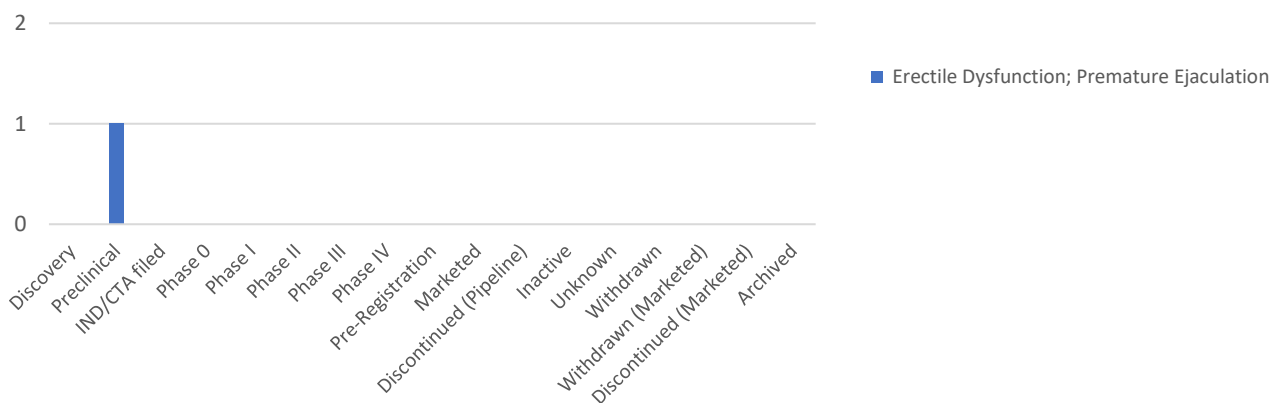 2
Erectile Dysfunction; Premature Ejaculation
1
0
Discovery
Preclinical
IND/CTA filed
Phase 0
Phase I
Phase II
Phase III
Phase IV
Pre-Registration
Marketed
Discontinued (Pipeline)
Inactive
Unknown
Withdrawn
Withdrawn (Marketed)
Discontinued (Marketed)
Archived